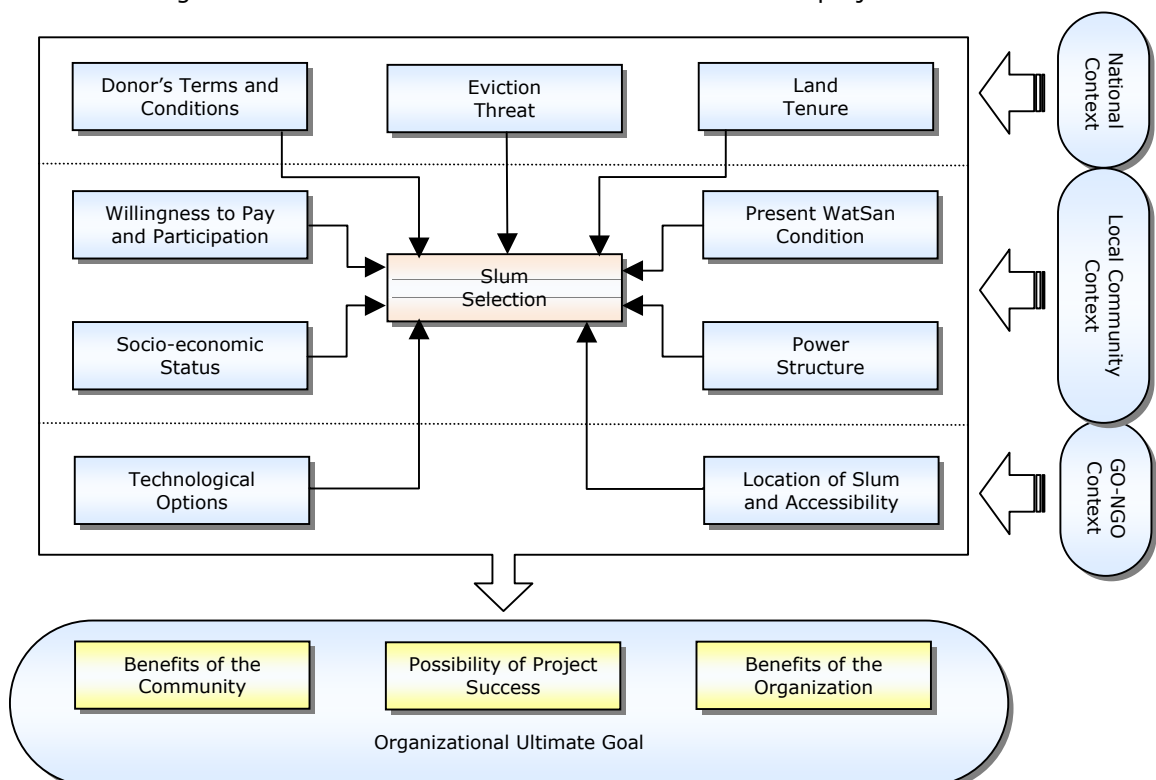 Donor's Terms and
Conditions
Eviction
Threat
Land
Tenure
National
Context
Willingness to Pay
and Participation
Present WatSan
Condition
Slum
Selection
Local Community
Context
Socio-economic
Status
Power
Structure
Technological
Options
Location of Slum
and Accessibility
GO-NGO
Context
Benefits of the
Community
Possibility of Project
Success
Benefits of the
Organization
Organizational Ultimate Goal